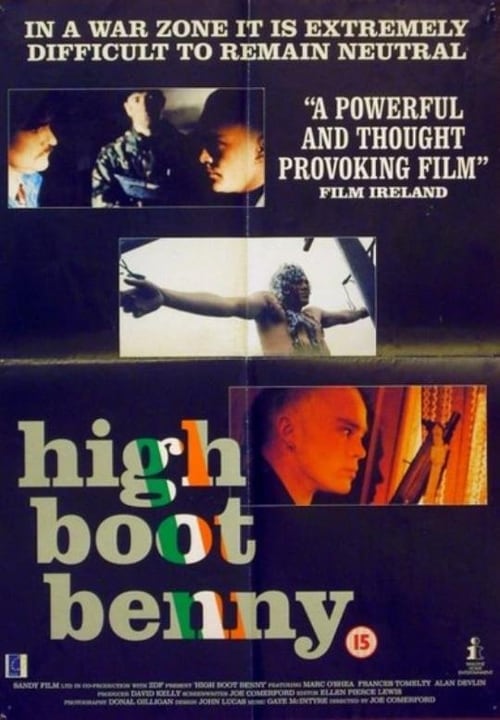 IN A WAR ZONE IT IS EXTREMELY
DIFFICULT TO REMAIN NEUTRAL
“A POWERFUL
AND THOUGHT
PROVOKING FILM”
FILM IRELAND
high
boot
benny
15
SANDY FILM LTD IN CO-PRODUCTION WITH ZDF PRESENT 'HIGH BOOT BENNY' FEATURING MARC O'SHEA FRANCES TOMELTY ALAN DEVLIN
PRODUCER DAVID KELLY SCREENWRITER JOE COMERFORD EDITOR ELLEN PIERCE LEWIS
PHOTOGRAPHY DONAL GILLIGAN DESIGN JOHN LUCAS MUSIC GAYE McINTYRE DIRECTED BY JOE COMERFORD